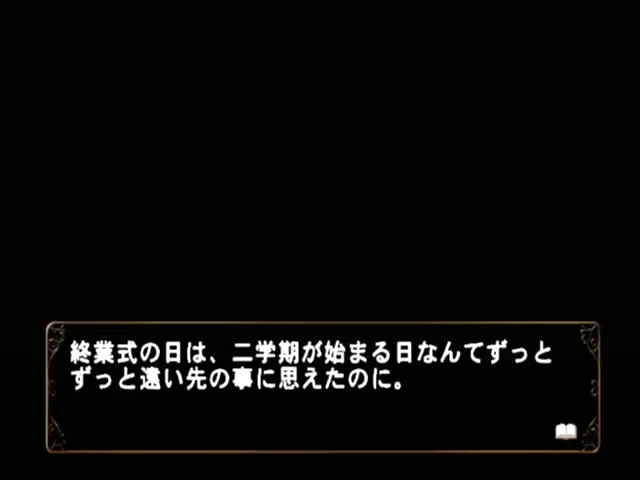 終業式の日は、二学期が始まる日なんてずっと
ずっと遠い先の事に思えたのに。